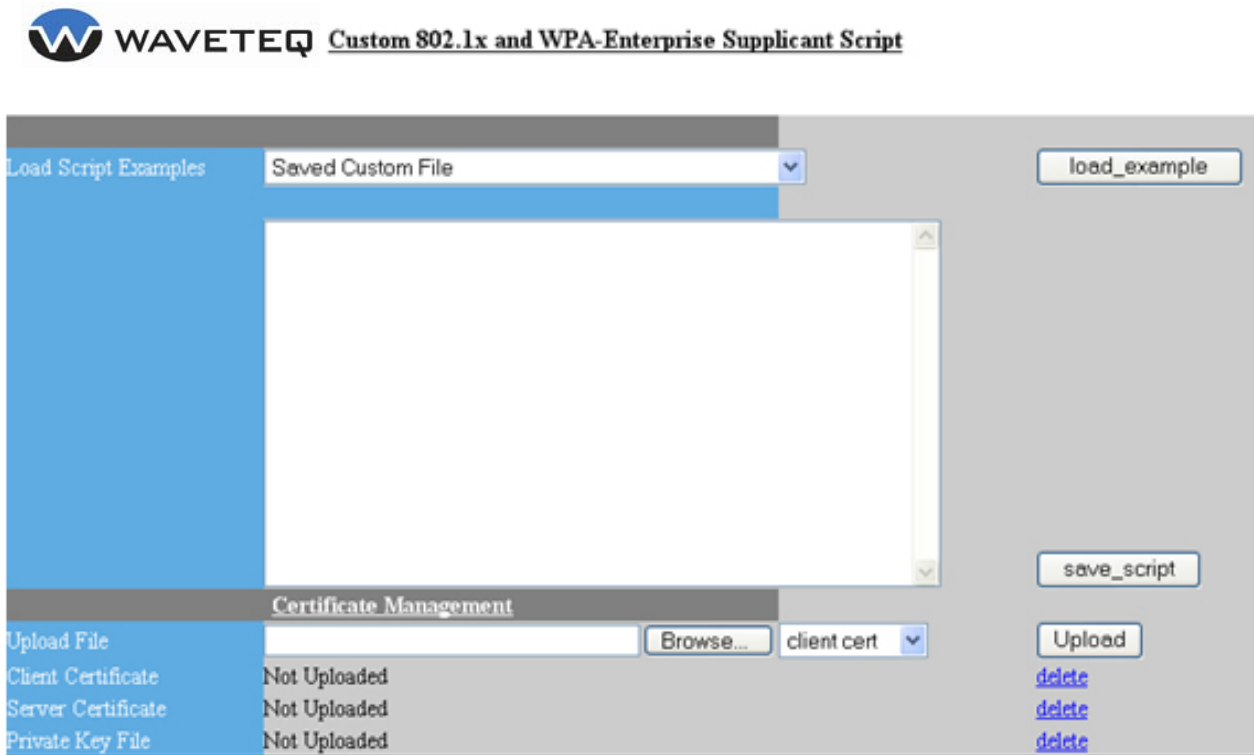 WAVETEQ Custom 802.1x and WPA-Enterprise Supplicant Script
Load Script Examples Saved Custom File load_example
save_script
Certificate Management
Upload File Browse... client cert Upload
Client Certificate Not Uploaded delete
Server Certificate Not Uploaded delete
Private Key File Not Uploaded delete